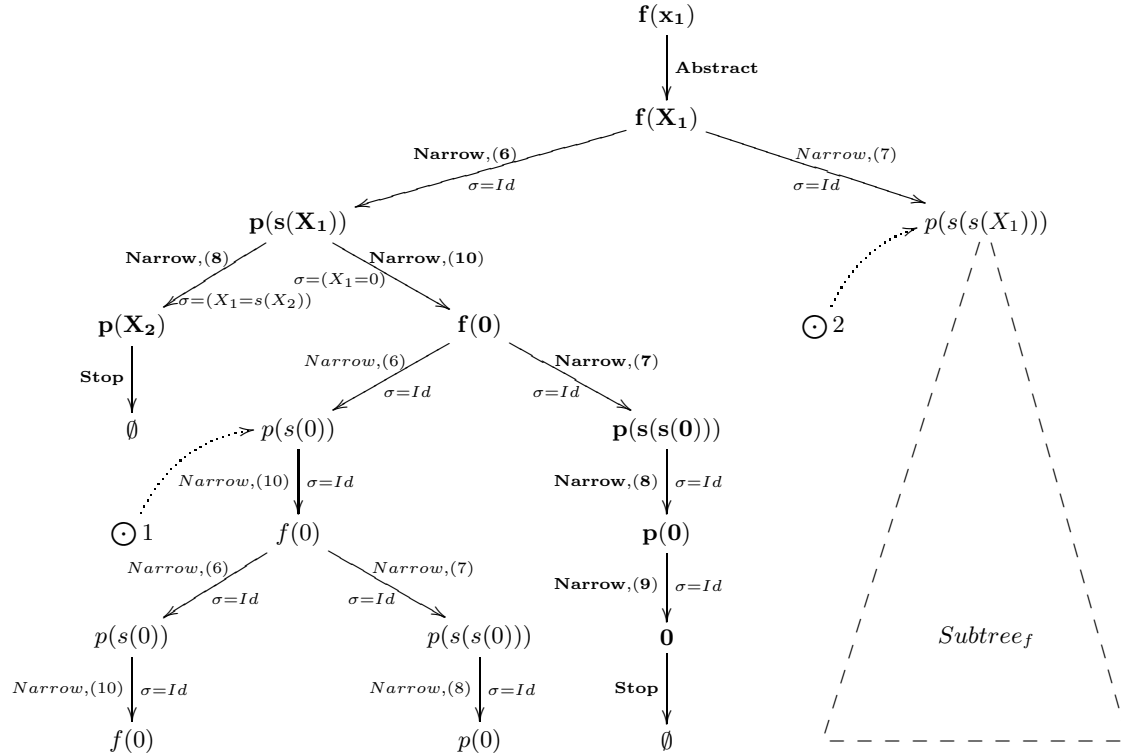 f(x₁)
Abstract
f(X₁)
Narrow,(6) Narrow,(7)
σ=Id σ=Id
p(s(X₁)) p(s(s(X₁)))
Narrow,(8) Narrow,(10)
σ=(X₁=s(X₂)) σ=(X₁=0)
p(X₂) f(0) ⊙ 2
Stop Narrow,(6) Narrow,(7)
σ=Id σ=Id
∅ p(s(0)) p(s(s(0)))
Narrow,(10) σ=Id Narrow,(8) σ=Id
⊙ 1 f(0) p(0)
Narrow,(6) Narrow,(7) Narrow,(9) σ=Id
σ=Id σ=Id
p(s(0)) p(s(s(0))) 0 Subtree_f
Narrow,(10) σ=Id Narrow,(8) σ=Id Stop
f(0) p(0) ∅